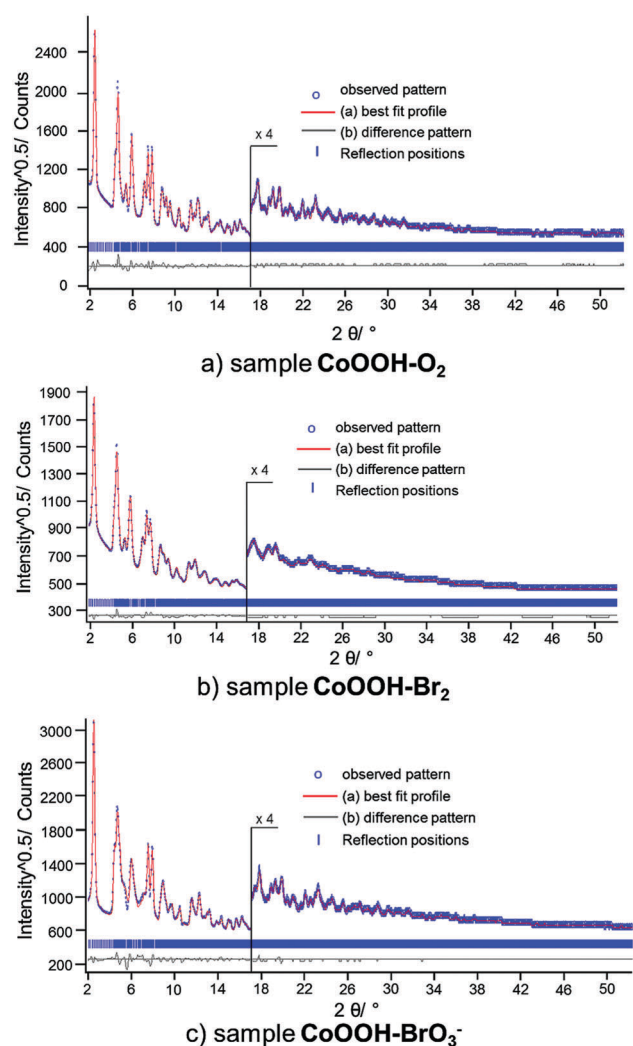 Intensity^0.5/ Counts
2400
2000
1600
1200
800
400
0
x 4
observed pattern
(a) best fit profile
(b) difference pattern
Reflection positions
2 6 10 14 18 22 26 30 34 38 42 46 52
2 θ/ °
a) sample CoOOH-O₂
Intensity^0.5/ Counts
1900
1700
1500
1300
1100
900
700
500
300
x 4
observed pattern
(a) best fit profile
(b) difference pattern
Reflection positions
2 6 10 14 18 22 26 30 34 38 42 46 50
2 θ/ °
b) sample CoOOH-Br₂
Intensity^0.5/ Counts
3000
2600
1800
1400
1000
600
200
x 4
observed pattern
(a) best fit profile
(b) difference pattern
Reflection positions
2 6 10 14 18 22 26 30 34 38 42 46 52
2 θ/ °
c) sample CoOOH-BrO₃⁻